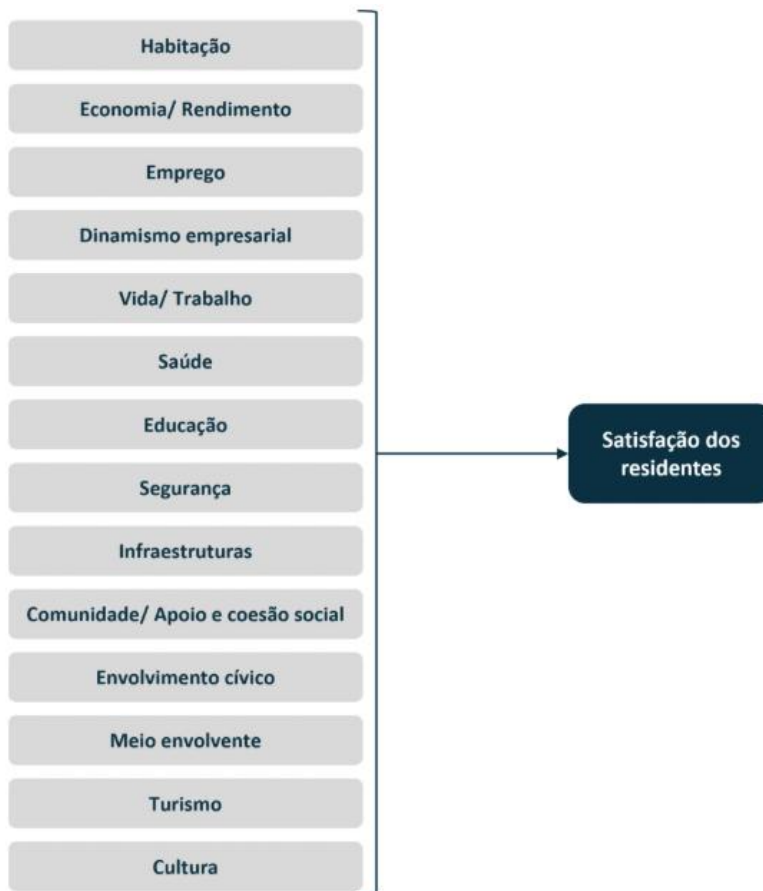 Habitação
Economia/ Rendimento
Emprego
Dinamismo empresarial
Vida/ Trabalho
Saúde
Educação
Segurança
Infraestruturas
Comunidade/ Apoio e coesão social
Envolvimento cívico
Meio envolvente
Turismo
Cultura
Satisfação dos
residentes